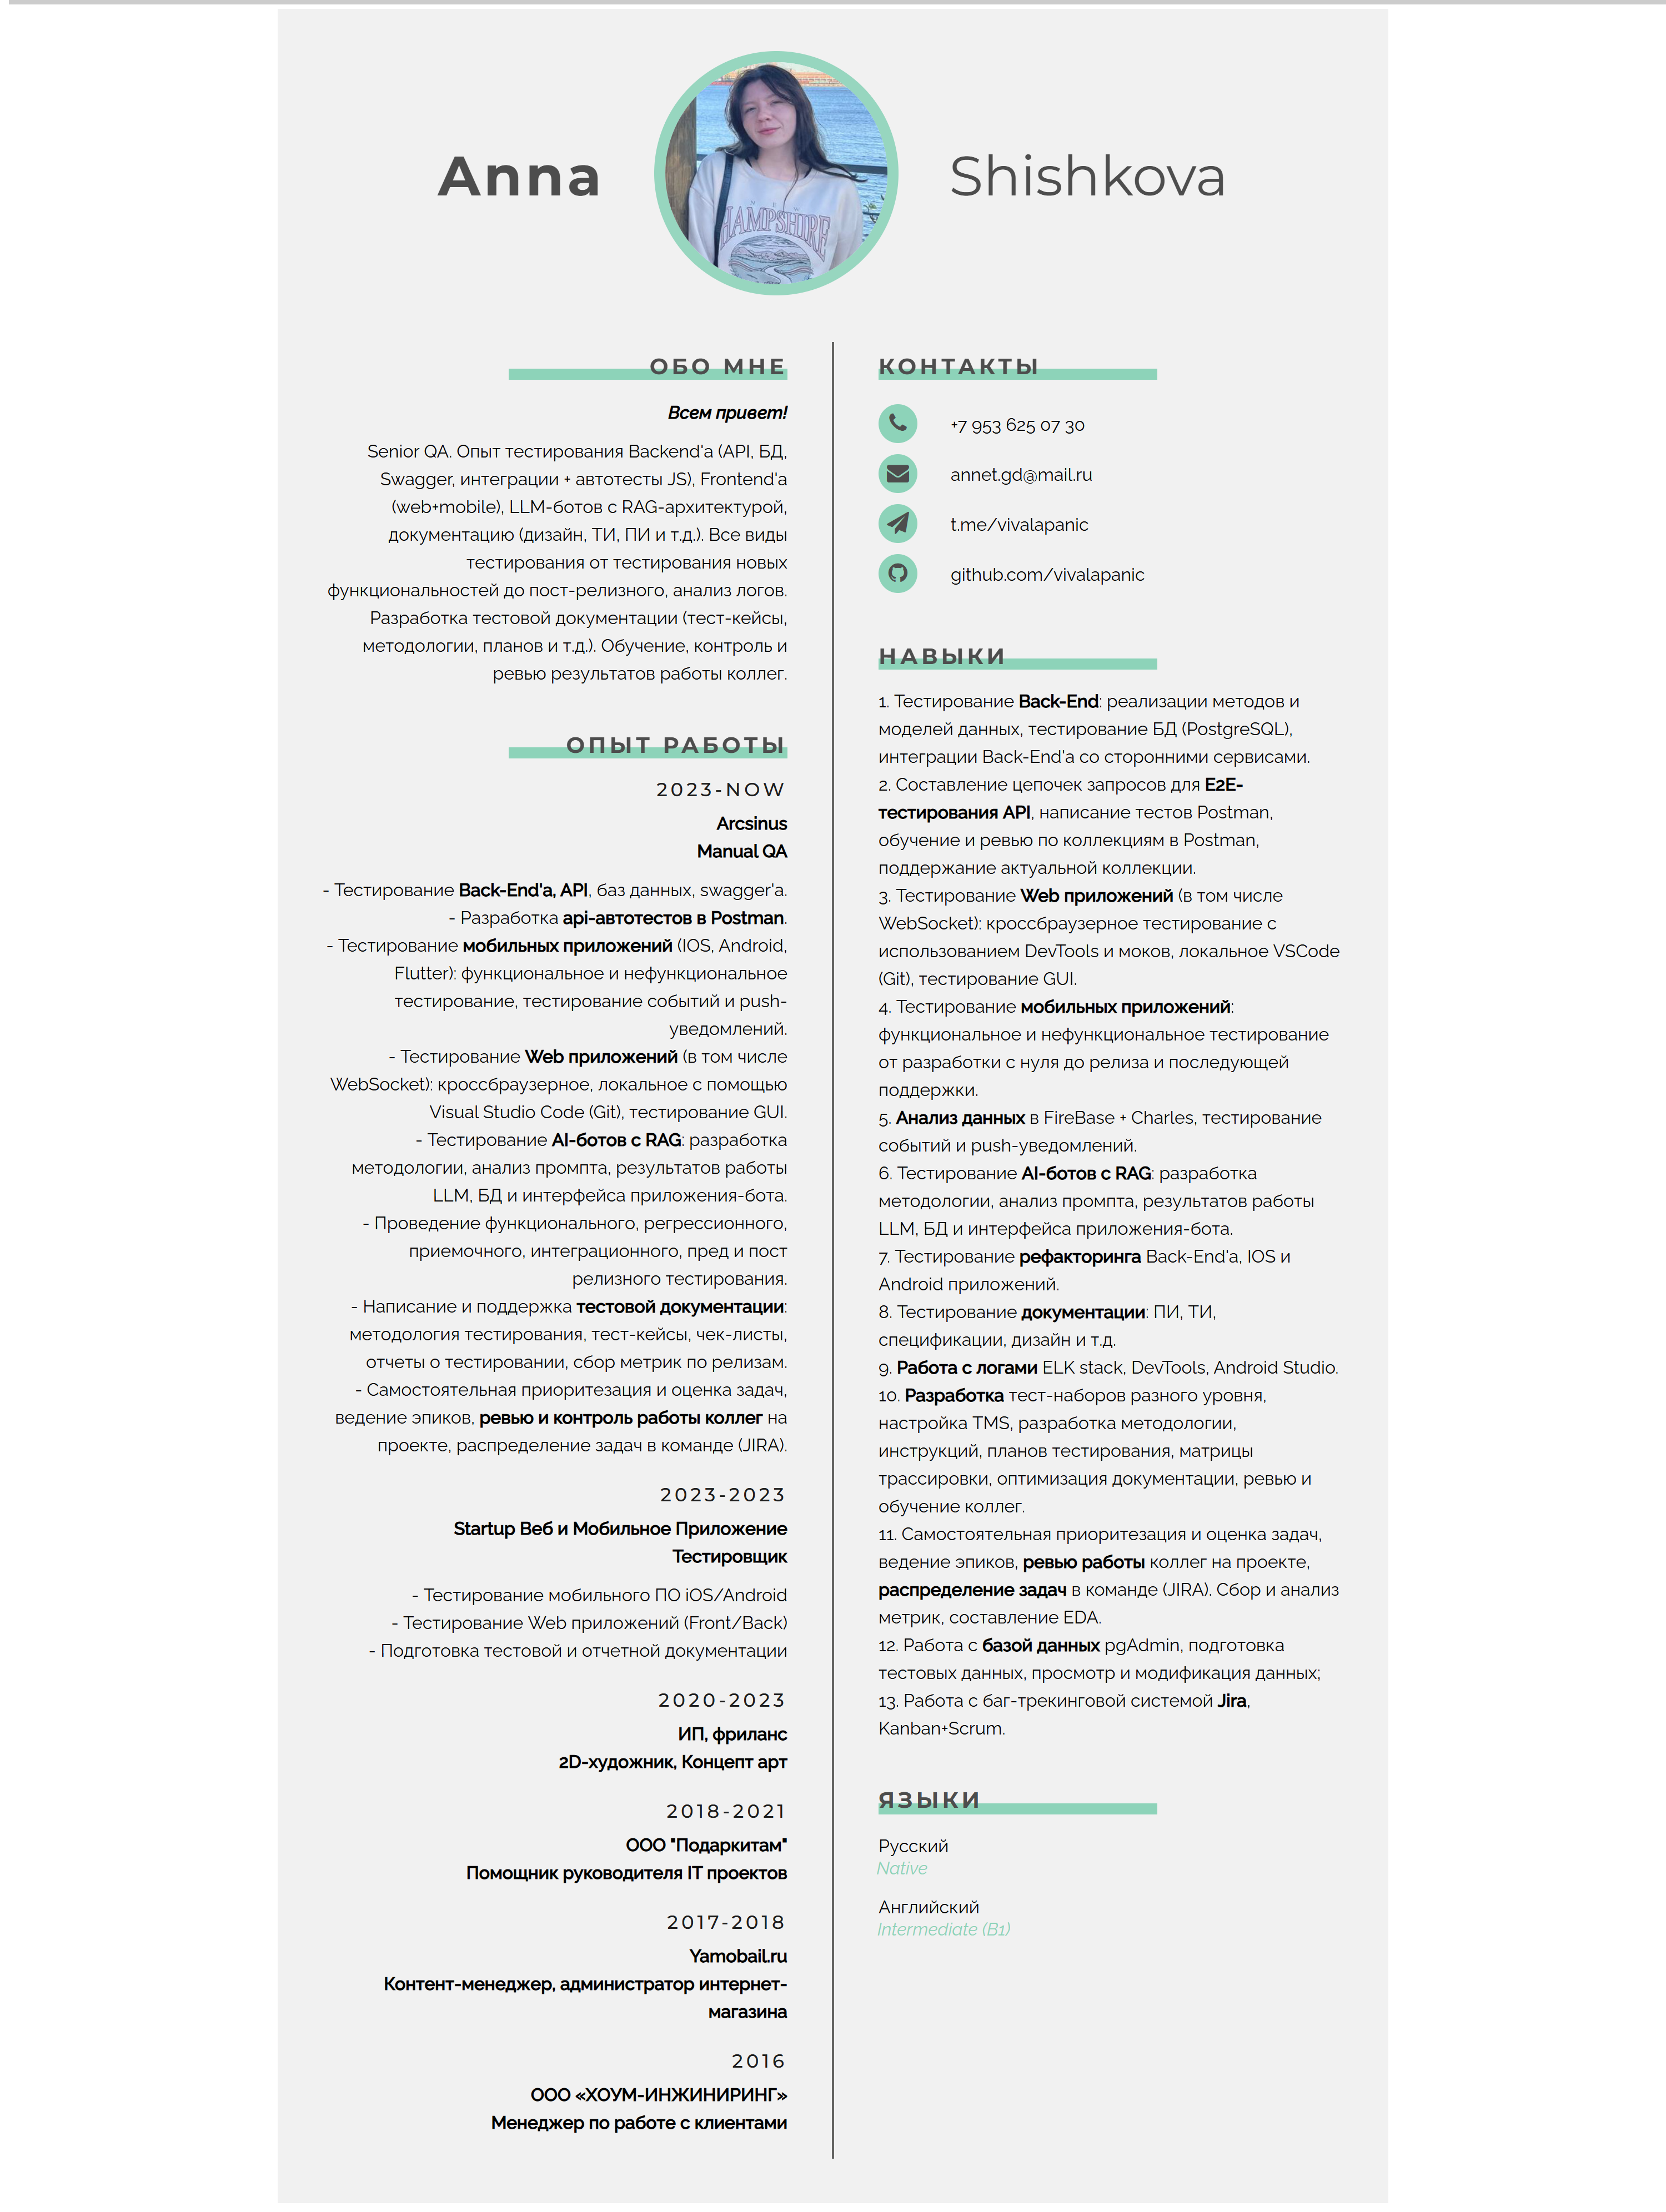 Anna
Shishkova
NEW
HAMPSHIRE
ОБО МНЕ
Всем привет!
Senior QA. Опыт тестирования Backend'a (API, БД,
Swagger, интеграции + автотесты JS), Frontend'a
(web+mobile), LLM-ботов с RAG-архитектурой,
документацию (дизайн, ТИ, ПИ и т.д.). Все виды
тестирования от тестирования новых
функциональностей до пост-релизного, анализ логов.
Разработка тестовой документации (тест-кейсы,
методологии, планов и т.д.). Обучение, контроль и
ревью результатов работы коллег.
ОПЫТ РАБОТЫ
2023-NOW
Arcsinus
Manual QA
- Тестирование Back-End'a, API, баз данных, swagger'a.
- Разработка api-автотестов в Postman.
- Тестирование мобильных приложений (IOS, Android,
Flutter): функциональное и нефункциональное
тестирование, тестирование событий и push-
уведомлений.
- Тестирование Web приложений (в том числе
WebSocket): кроссбраузерное, локальное с помощью
Visual Studio Code (Git), тестирование GUI.
- Тестирование AI-ботов с RAG: разработка
методологии, анализ промпта, результатов работы
LLM, БД и интерфейса приложения-бота.
- Проведение функционального, регрессионного,
приемочного, интеграционного, пред и пост
релизного тестирования.
- Написание и поддержка тестовой документации:
методология тестирования, тест-кейсы, чек-листы,
отчеты о тестировании, сбор метрик по релизам.
- Самостоятельная приоритезация и оценка задач,
ведение эпиков, ревью и контроль работы коллег на
проекте, распределение задач в команде (JIRA).
2023-2023
Startup Веб и Мобильное Приложение
Тестировщик
- Тестирование мобильного ПО iOS/Android
- Тестирование Web приложений (Front/Back)
- Подготовка тестовой и отчетной документации
2020-2023
ИП, фриланс
2D-художник, Концепт арт
2018-2021
ООО "Подаркитам"
Помощник руководителя IT проектов
2017-2018
Yamobail.ru
Контент-менеджер, администратор интернет-
магазина
2016
ООО «ХОУМ-ИНЖИНИРИНГ»
Менеджер по работе с клиентами
КОНТАКТЫ
+7 953 625 07 30
annet.gd@mail.ru
t.me/vivalapanic
github.com/vivalapanic
НАВЫКИ
1. Тестирование Back-End: реализации методов и
моделей данных, тестирование БД (PostgreSQL),
интеграции Back-End'a со сторонними сервисами.
2. Составление цепочек запросов для E2E-
тестирования API, написание тестов Postman,
обучение и ревью по коллекциям в Postman,
поддержание актуальной коллекции.
3. Тестирование Web приложений (в том числе
WebSocket): кроссбраузерное тестирование с
использованием DevTools и моков, локальное VSCode
(Git), тестирование GUI.
4. Тестирование мобильных приложений:
функциональное и нефункциональное тестирование
от разработки с нуля до релиза и последующей
поддержки.
5. Анализ данных в FireBase + Charles, тестирование
событий и push-уведомлений.
6. Тестирование AI-ботов с RAG: разработка
методологии, анализ промпта, результатов работы
LLM, БД и интерфейса приложения-бота.
7. Тестирование рефакторинга Back-End'a, IOS и
Android приложений.
8. Тестирование документации: ПИ, ТИ,
спецификации, дизайн и т.д.
9. Работа с логами ELK stack, DevTools, Android Studio.
10. Разработка тест-наборов разного уровня,
настройка TMS, разработка методологии,
инструкций, планов тестирования, матрицы
трассировки, оптимизация документации, ревью и
обучение коллег.
11. Самостоятельная приоритезация и оценка задач,
ведение эпиков, ревью работы коллег на проекте,
распределение задач в команде (JIRA). Сбор и анализ
метрик, составление EDA.
12. Работа с базой данных pgAdmin, подготовка
тестовых данных, просмотр и модификация данных;
13. Работа с баг-трекинговой системой Jira,
Kanban+Scrum.
ЯЗЫКИ
Русский
Native
Английский
Intermediate (B1)